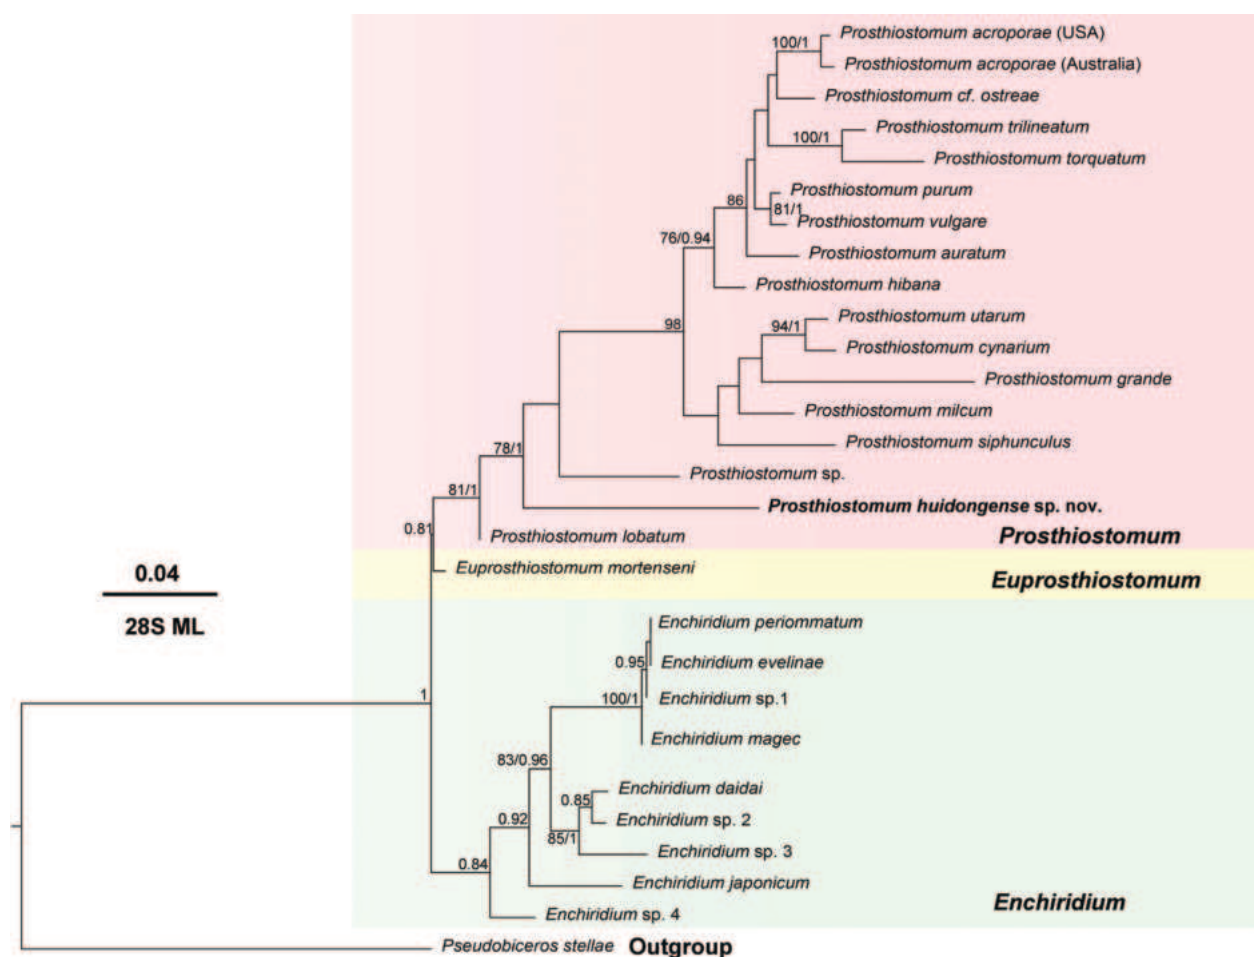 100/1
Prosthiostomum acroporae (USA)
Prosthiostomum acroporae (Australia)
Prosthiostomum cf. ostreae
100/1
Prosthiostomum trilineatum
Prosthiostomum torquatum
86
Prosthiostomum purum
81/1
Prosthiostomum vulgare
76/0.94
Prosthiostomum auratum
Prosthiostomum hibana
98
94/1
Prosthiostomum utarum
Prosthiostomum cynarium
Prosthiostomum grande
Prosthiostomum milcum
78/1
Prosthiostomum siphunculus
Prosthiostomum sp.
81/1
Prosthiostomum huidongense sp. nov.
0.81
Prosthiostomum lobatum
Prosthiostomum
Euprosthiostomum mortenseni
Euprosthiostomum
0.04
28S ML
Enchiridium periommatum
0.95
Enchiridium evelinae
1
100/1
Enchiridium sp.1
Enchiridium magec
83/0.96
Enchiridium daidai
0.85
0.92
Enchiridium sp. 2
85/1
Enchiridium sp. 3
0.84
Enchiridium japonicum
Enchiridium
Enchiridium sp. 4
Pseudobiceros stellae Outgroup